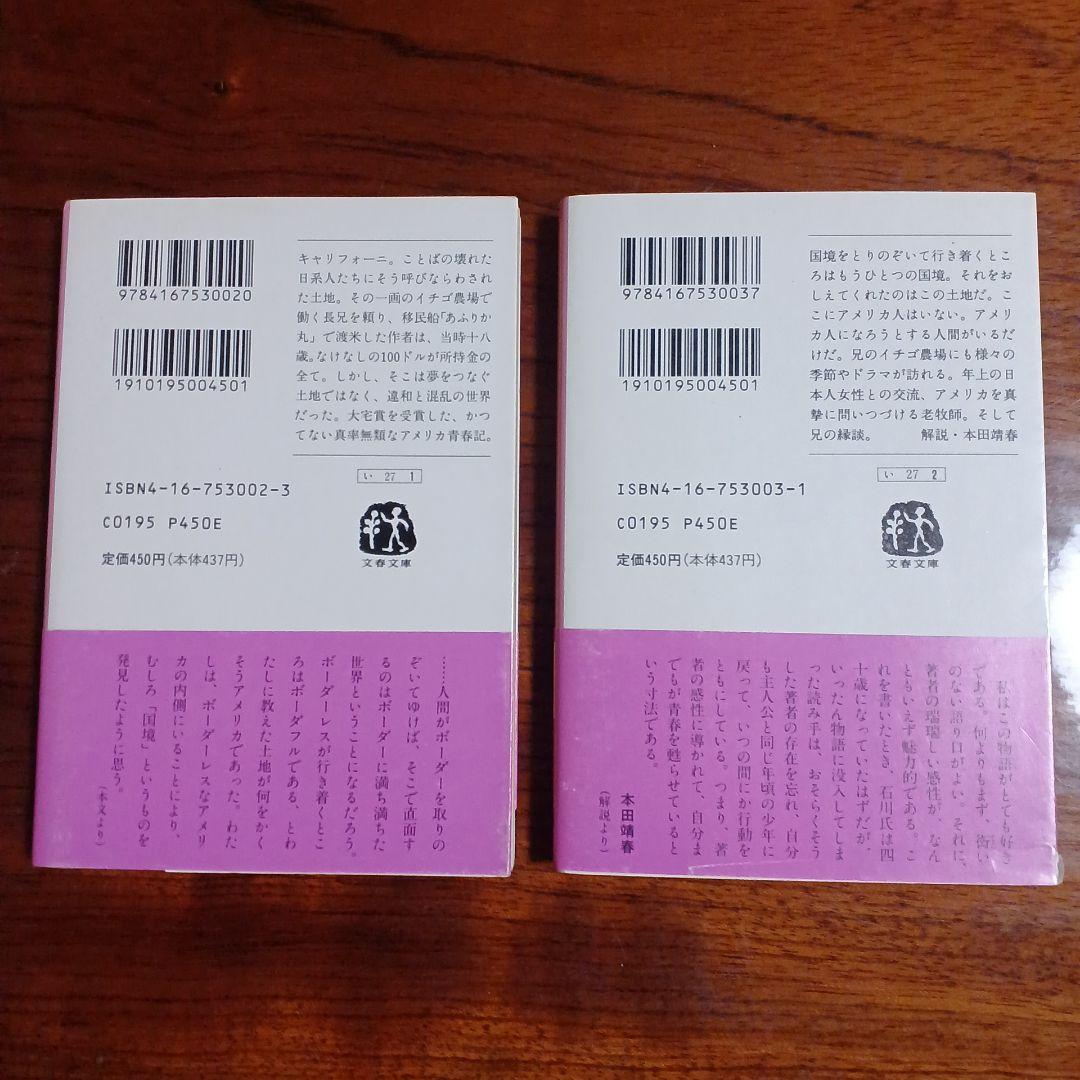 9784167530020
1910195004501
キャリフォーニ。ことばの壊れた
日系人たちにそう呼びならわされ
た土地。その一画のイチゴ農場で
働く長兄を頼り、移民船「あふりか
丸」で渡米した作者は、当時十八
歳。なけなしの100ドルが所持金の
全て。しかし、そこは夢をつなぐ
土地ではなく、違和と混乱の世界
だった。大宅賞を受賞した、かつ
てない真率無類なアメリカ青春記。
い 27 1
ISBN4-16-753002-3
C0195 P450E
定価450円(本体437円)
文春文庫
……人間がボーダーを取りの
ぞいてゆけば、そこで直面す
るのはボーダーに満ち満ちた
世界ということになるだろう。
ボーダーレスが行き着くとこ
ろはボーダフルである、とわ
たしに教えた土地が何をかく
そうアメリカであった。わた
しは、ボーダーレスなアメリ
カの内側にいることにより、
むしろ「国境」というものを
発見したように思う。
(本文より)
9784167530037
1910195004501
国境をとりのぞいて行き着くとこ
ろはもうひとつの国境。それをお
しえてくれたのはこの土地だ。こ
こにアメリカ人はいない。アメリ
カ人になろうとする人間がいるだ
けだ。兄のイチゴ農場にも様々の
季節やドラマが訪れる。年上の日
本人女性との交流、アメリカを真
摯に問いつづける老牧師。そして
兄の縁談。 解説・本田靖春
い 27 2
ISBN4-16-753003-1
C0195 P450E
定価450円(本体437円)
文春文庫
私はこの物語がとても好き
である。何よりもまず、衒い
のない語り口がよい。それに、
著者の瑞瑞しい感性が、なん
ともいえず魅力的である。こ
れを書いたとき、石川氏は四
十歳になっていたはずだが、
いったん物語に没入してしま
った読み手は、おそらくそう
した著者の存在を忘れ、自分
も主人公と同じ年頃の少年に
戻って、いつの間にか行動を
ともにしている。つまり、著
者の感性に導かれて、自分ま
でもが青春を甦らせていると
いう寸法である。
本田靖春
(解説より)